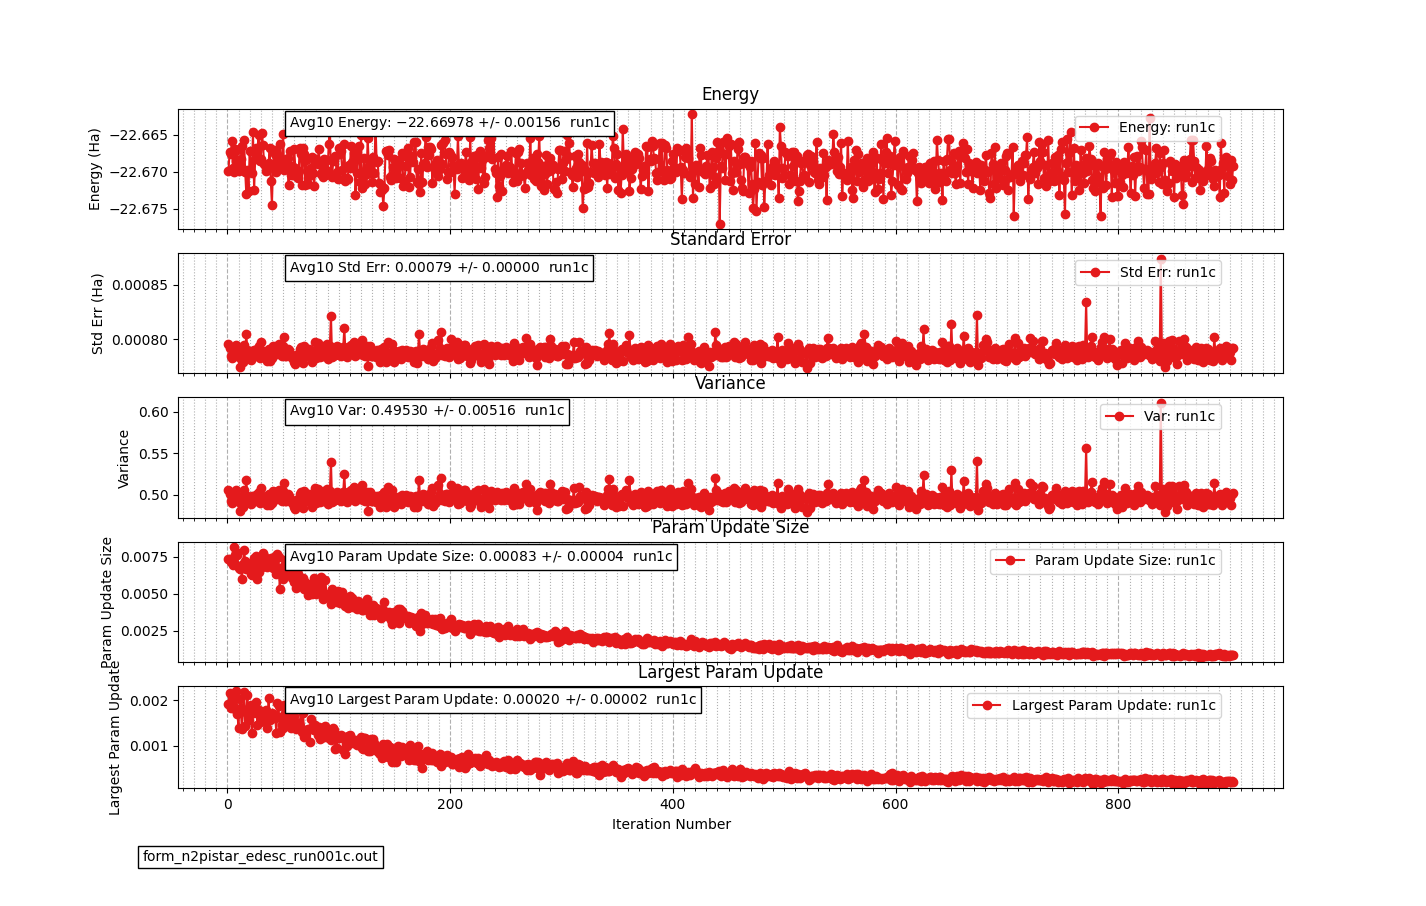 Energy
Avg10 Energy: −22.66978 +/- 0.00156 run1c
Energy: run1c
Energy (Ha)
−22.665
−22.670
−22.675
Standard Error
Avg10 Std Err: 0.00079 +/- 0.00000 run1c
Std Err: run1c
Std Err (Ha)
0.00085
0.00080
Variance
Avg10 Var: 0.49530 +/- 0.00516 run1c
Var: run1c
Variance
0.60
0.55
0.50
Param Update Size
Avg10 Param Update Size: 0.00083 +/- 0.00004 run1c
Param Update Size: run1c
Param Update Size
0.0075
0.0050
0.0025
Largest Param Update
Avg10 Largest Param Update: 0.00020 +/- 0.00002 run1c
Largest Param Update: run1c
Largest Param Update
0.002
0.001
0 200 400 600 800
Iteration Number
form_n2pistar_edesc_run001c.out